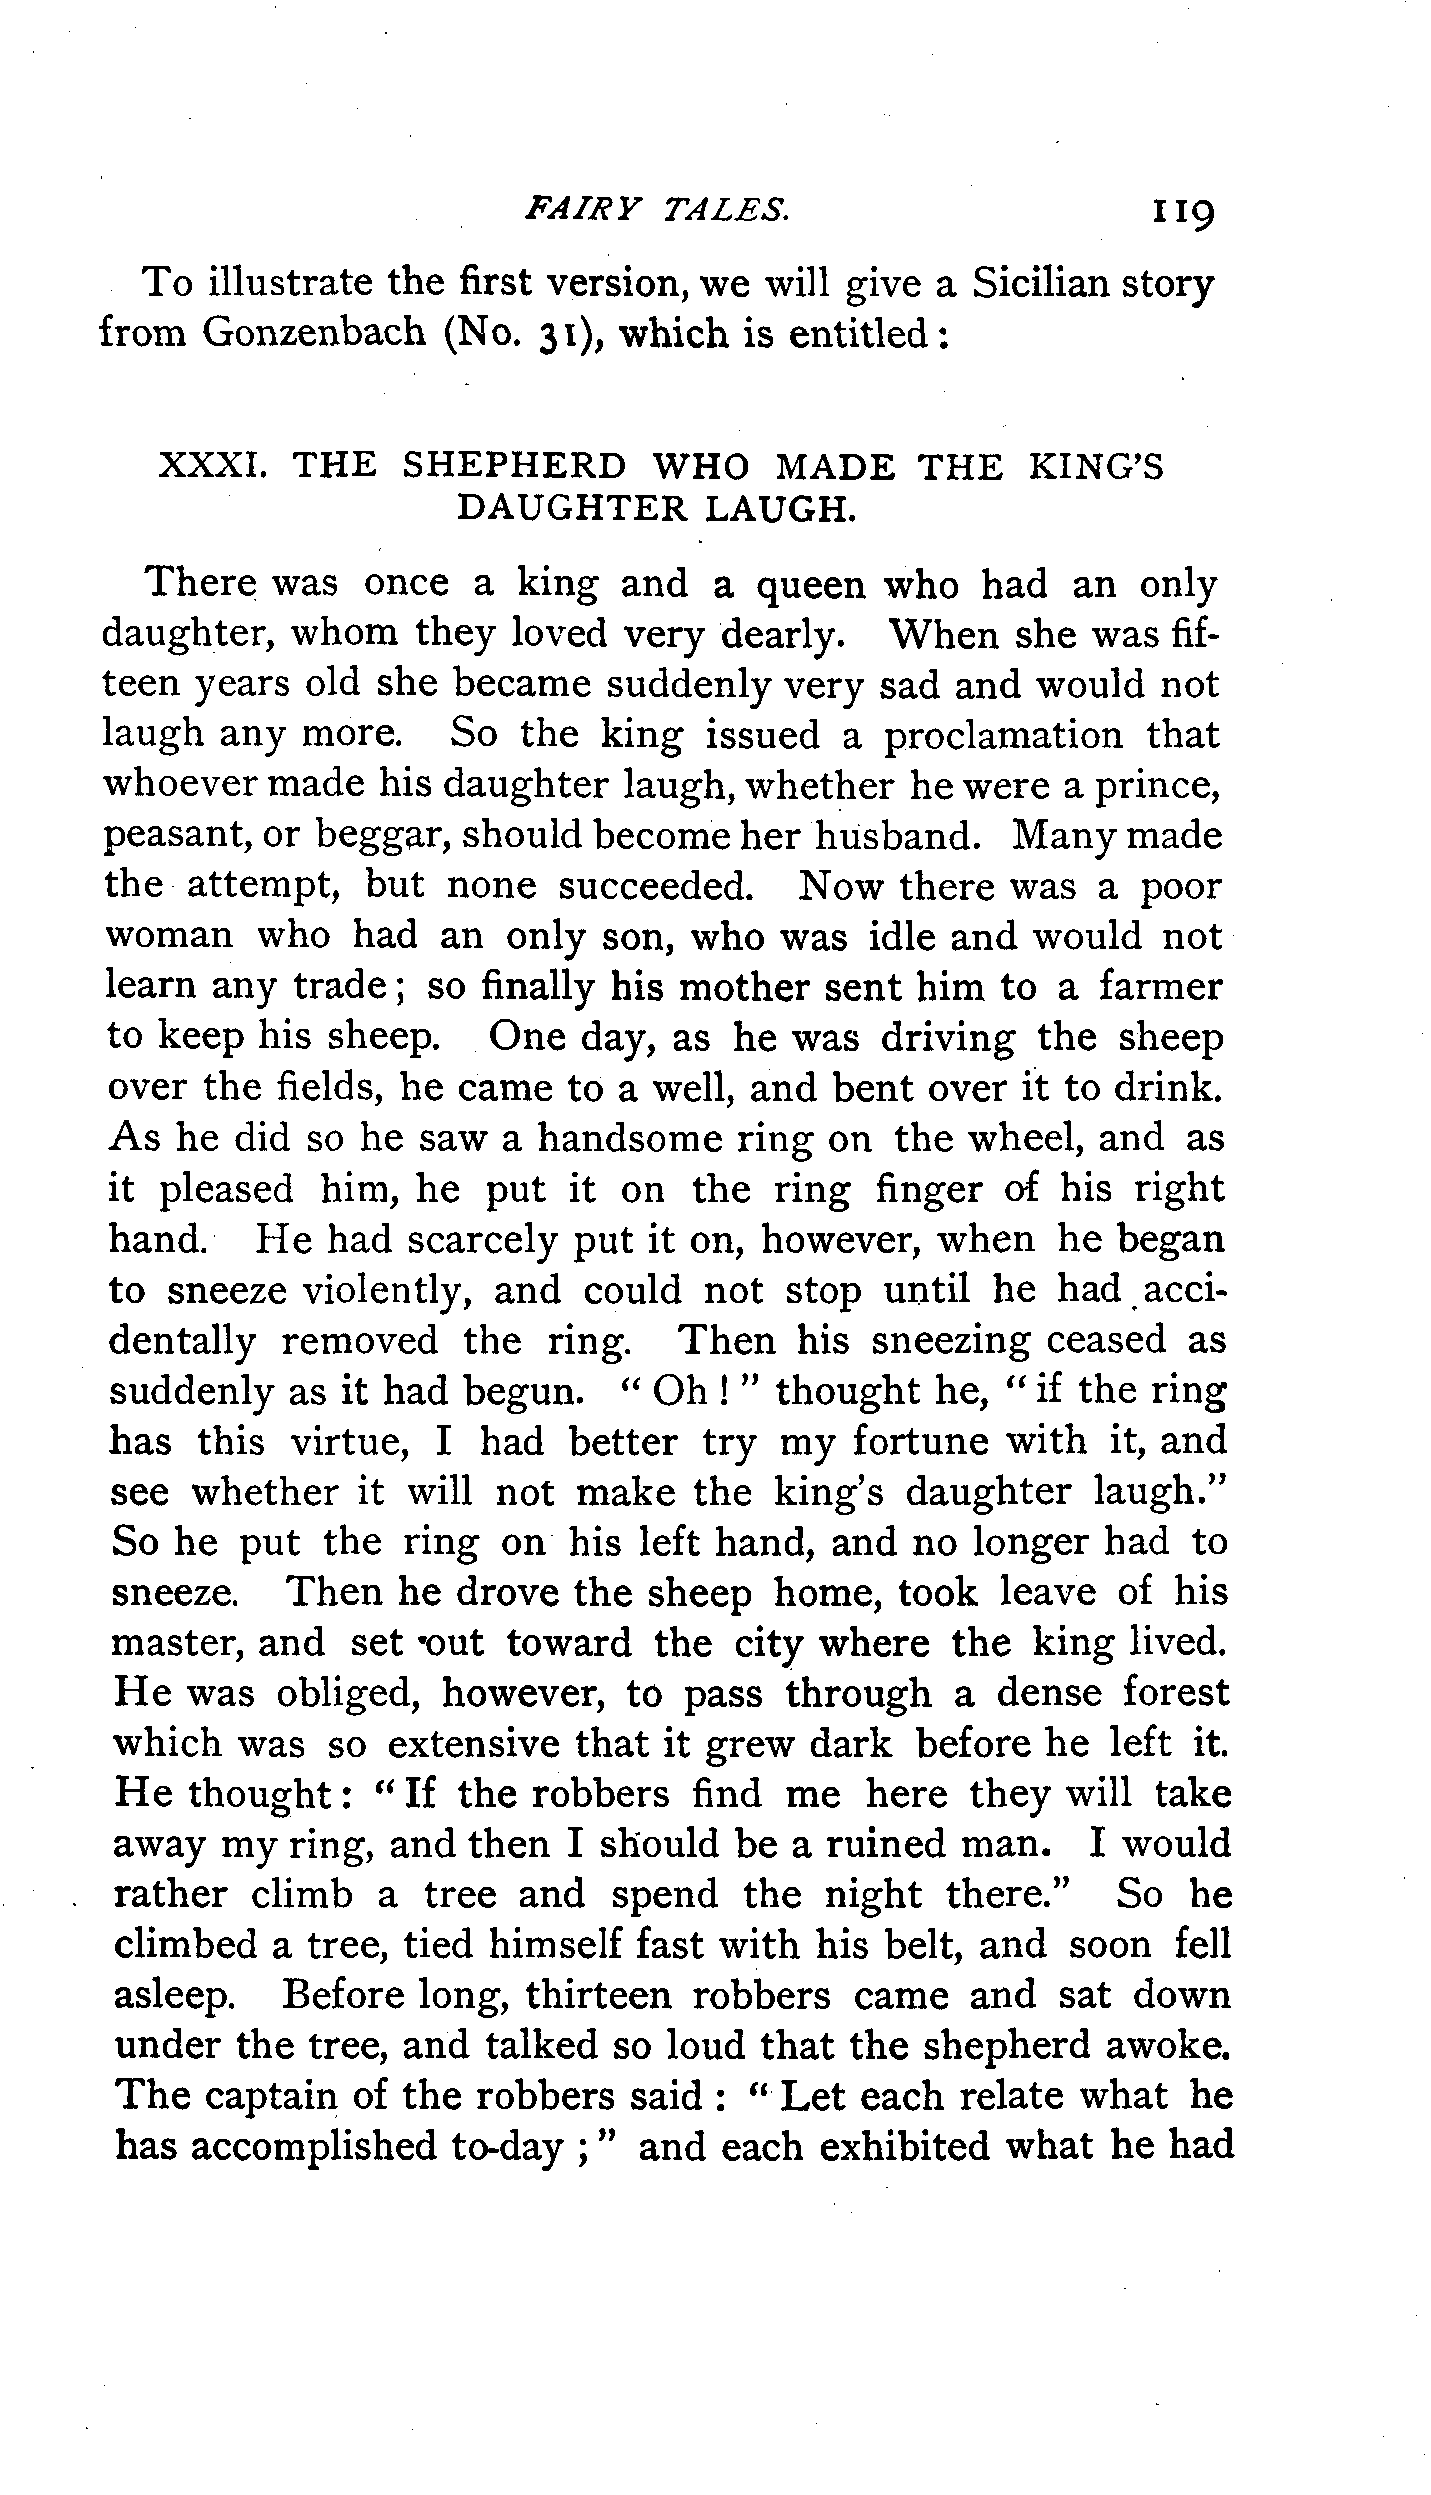 FAIRY TALES. 119
To illustrate the first version, we will give a Sicilian story
from Gonzenbach (No. 31), which is entitled :
XXXI. THE SHEPHERD WHO MADE THE KING'S
DAUGHTER LAUGH.
There was once a king and a queen who had an only
daughter, whom they loved very dearly. When she was fif-
teen years old she became suddenly very sad and would not
laugh any more. So the king issued a proclamation that
whoever made his daughter laugh, whether he were a prince,
peasant, or beggar, should become her husband. Many made
the attempt, but none succeeded. Now there was a poor
woman who had an only son, who was idle and would not
learn any trade ; so finally his mother sent him to a farmer
to keep his sheep. One day, as he was driving the sheep
over the fields, he came to a well, and bent over it to drink.
As he did so he saw a handsome ring on the wheel, and as
it pleased him, he put it on the ring finger of his right
hand. He had scarcely put it on, however, when he began
to sneeze violently, and could not stop until he had acci-
dentally removed the ring. Then his sneezing ceased as
suddenly as it had begun. " Oh ! " thought he, " if the ring
has this virtue, I had better try my fortune with it, and
see whether it will not make the king's daughter laugh."
So he put the ring on his left hand, and no longer had to
sneeze. Then he drove the sheep home, took leave of his
master, and set out toward the city where the king lived.
He was obliged, however, to pass through a dense forest
which was so extensive that it grew dark before he left it.
He thought : " If the robbers find me here they will take
away my ring, and then I should be a ruined man. I would
rather climb a tree and spend the night there." So he
climbed a tree, tied himself fast with his belt, and soon fell
asleep. Before long, thirteen robbers came and sat down
under the tree, and talked so loud that the shepherd awoke.
The captain of the robbers said : " Let each relate what he
has accomplished to-day ; " and each exhibited what he had